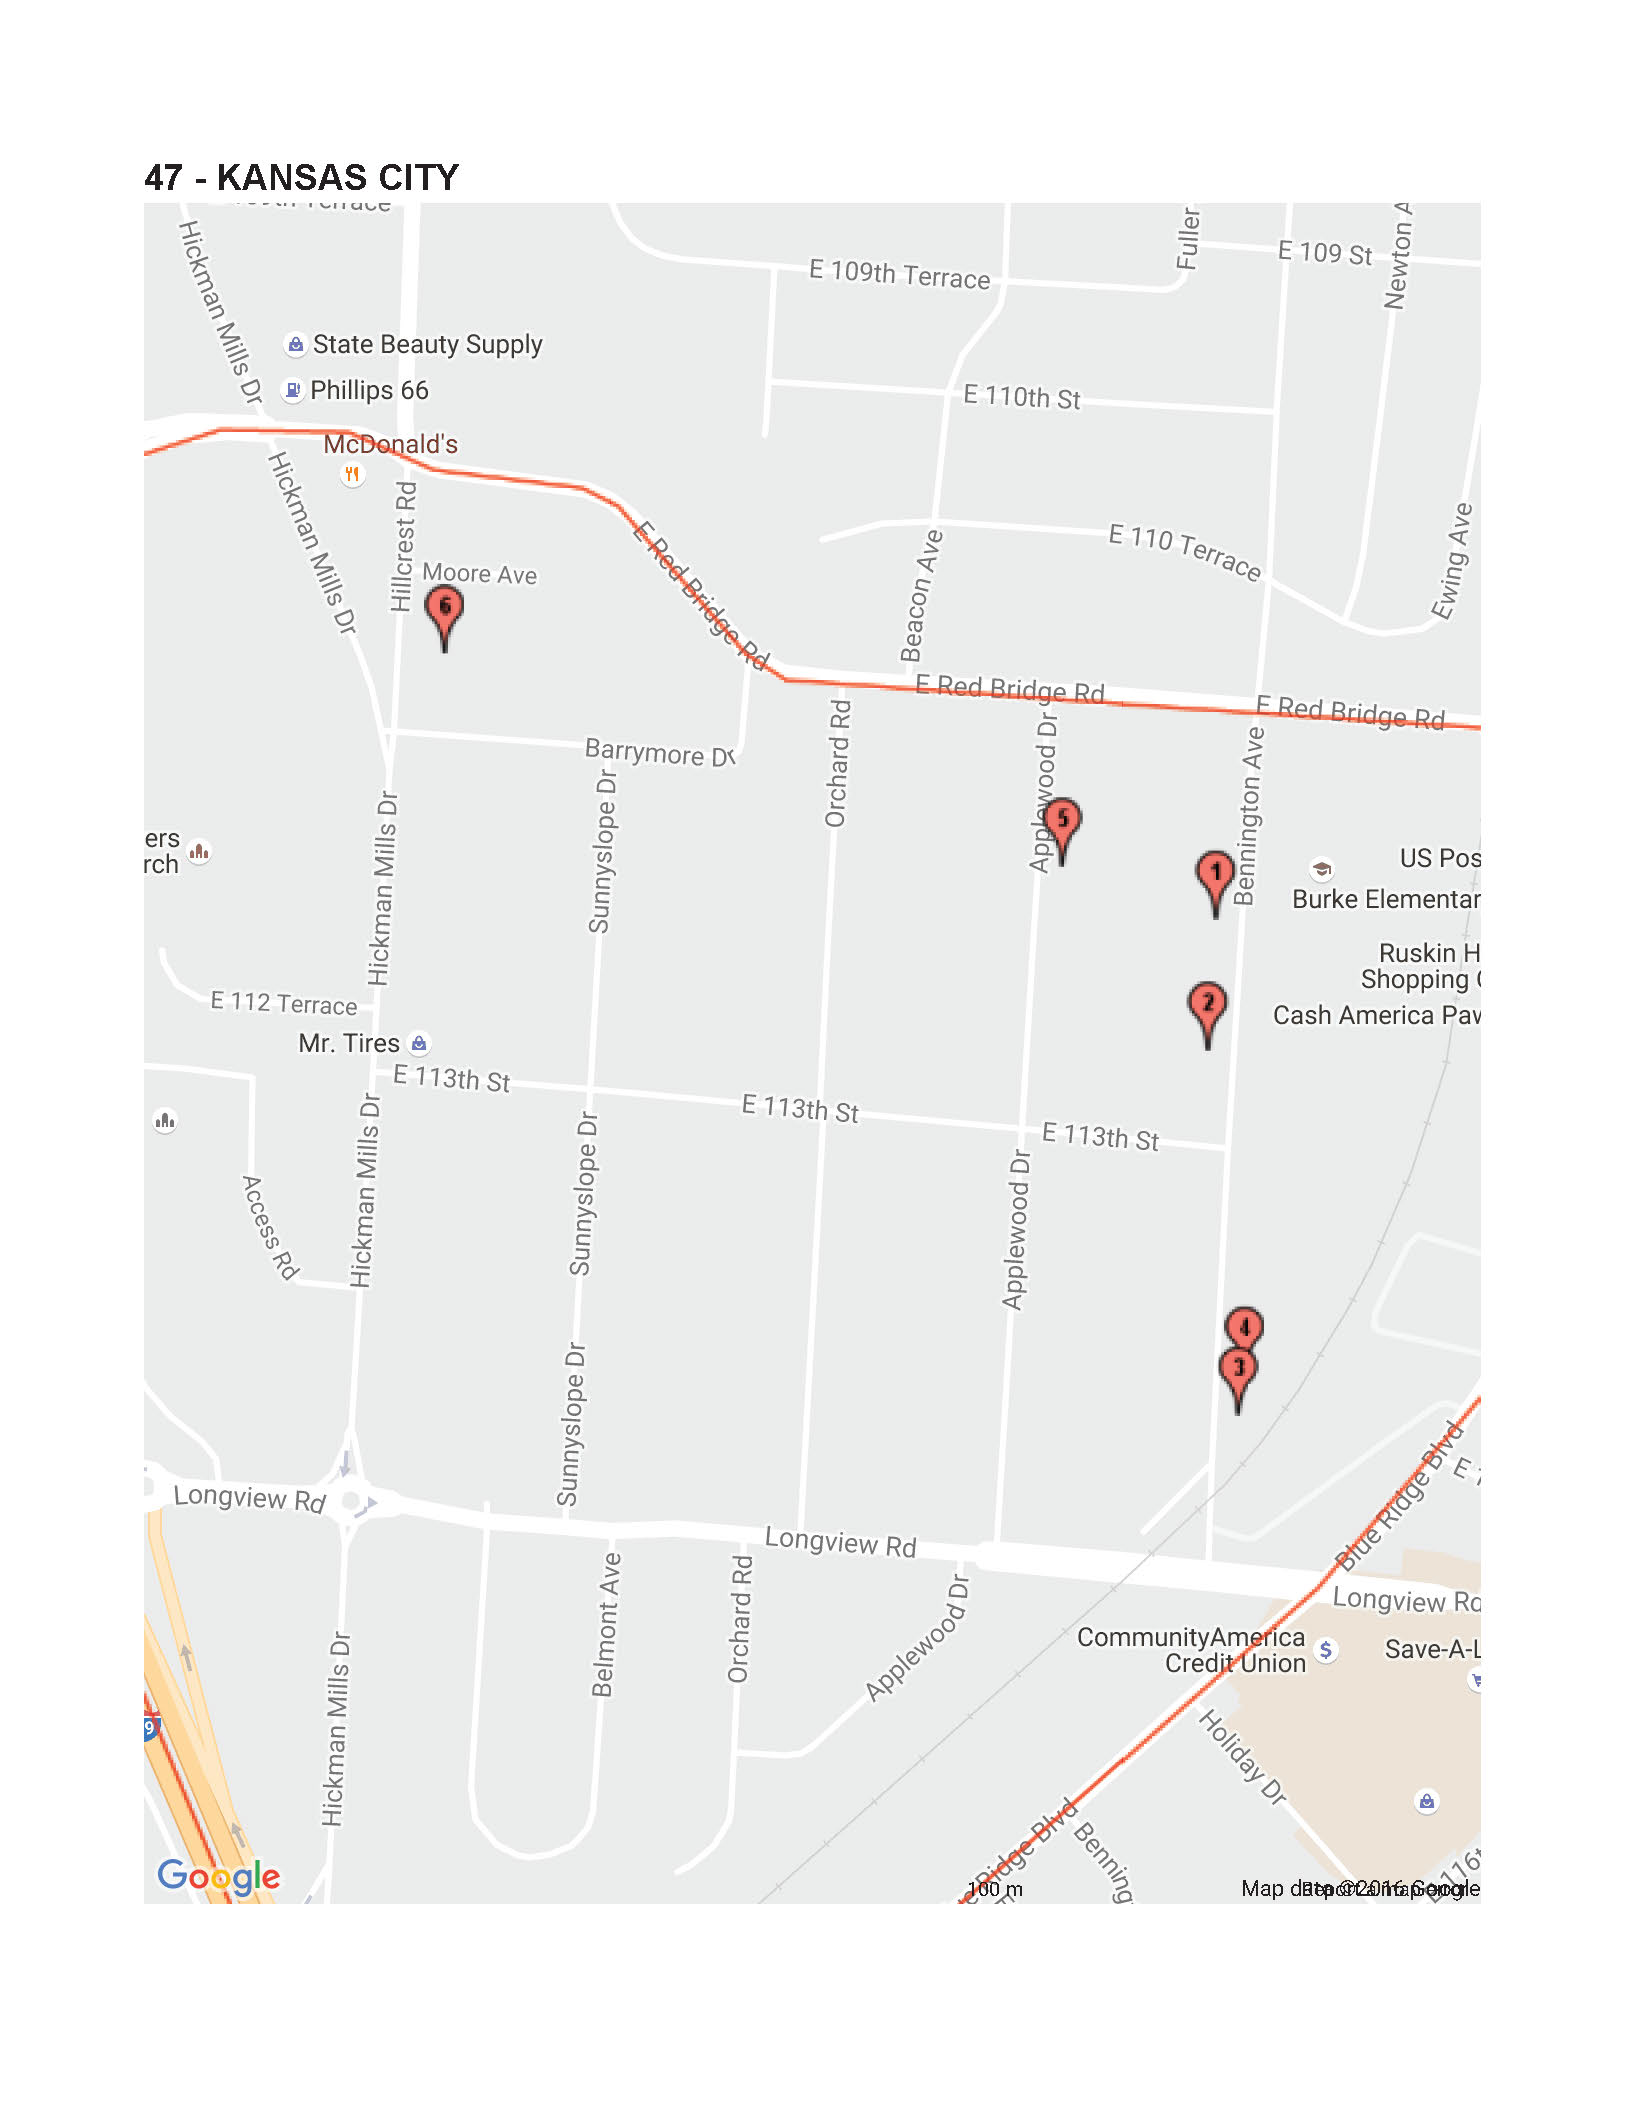 47 - KANSAS CITY
Hickman Mills Dr
E 109th Terrace
Fuller
E 109 St
Newton A
State Beauty Supply
Phillips 66
E 110th St
McDonald's
Hickman Mills Dr
Hillcrest Rd
Moore Ave
6
E Red Bridge Rd
Beacon Ave
E 110 Terrace
Ewing Ave
E Red Bridge Rd
E Red Bridge Rd
Barrymore Dr
Orchard Rd
Applewood Dr
Bennington Ave
Sunnyslope Dr
Hickman Mills Dr
5
1
ers
rch
US Pos
Burke Elementar
Ruskin H
Shopping
2
Cash America Paw
E 112 Terrace
Mr. Tires
E 113th St
E 113th St
E 113th St
Hickman Mills Dr
Sunnyslope Dr
Applewood Dr
Access Rd
4
3
Sunnyslope Dr
Blue Ridge Blvd
Longview Rd
Longview Rd
Longview Rd
Belmont Ave
Orchard Rd
Applewood Dr
CommunityAmerica
Credit Union
$
Save-A-L
Hickman Mills Dr
9
Holiday Dr
Ridge Blvd
Benning
Google
100 m
Map data ©2016 Google